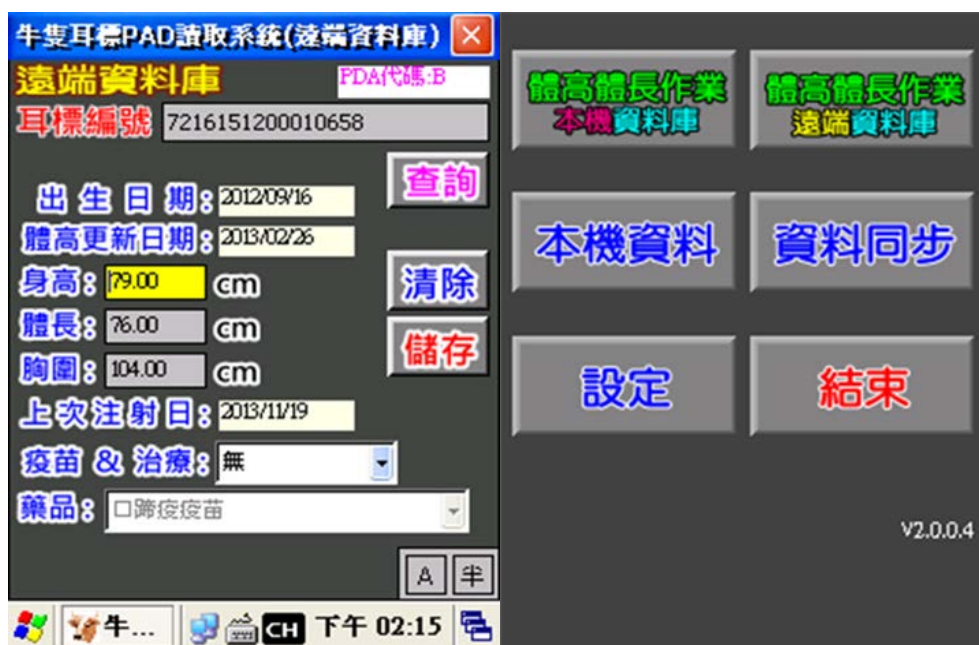 牛隻耳標PAD讀取系統(遠端資料庫)
遠端資料庫 PDA代碼:B
耳標編號 7216151200010658
查詢
出生日期: 2012/09/16
體高更新日期: 2013/02/26
身高: 79.00 cm
清除
體長: 76.00 cm
儲存
胸圍: 104.00 cm
上次注射日: 2013/11/19
疫苗 & 治療: 無
藥品: 口蹄疫疫苗
A 半
牛... CH 下午 02:15
體高體長作業
本機資料庫
體高體長作業
遠端資料庫
本機資料
資料同步
設定
結束
V2.0.0.4